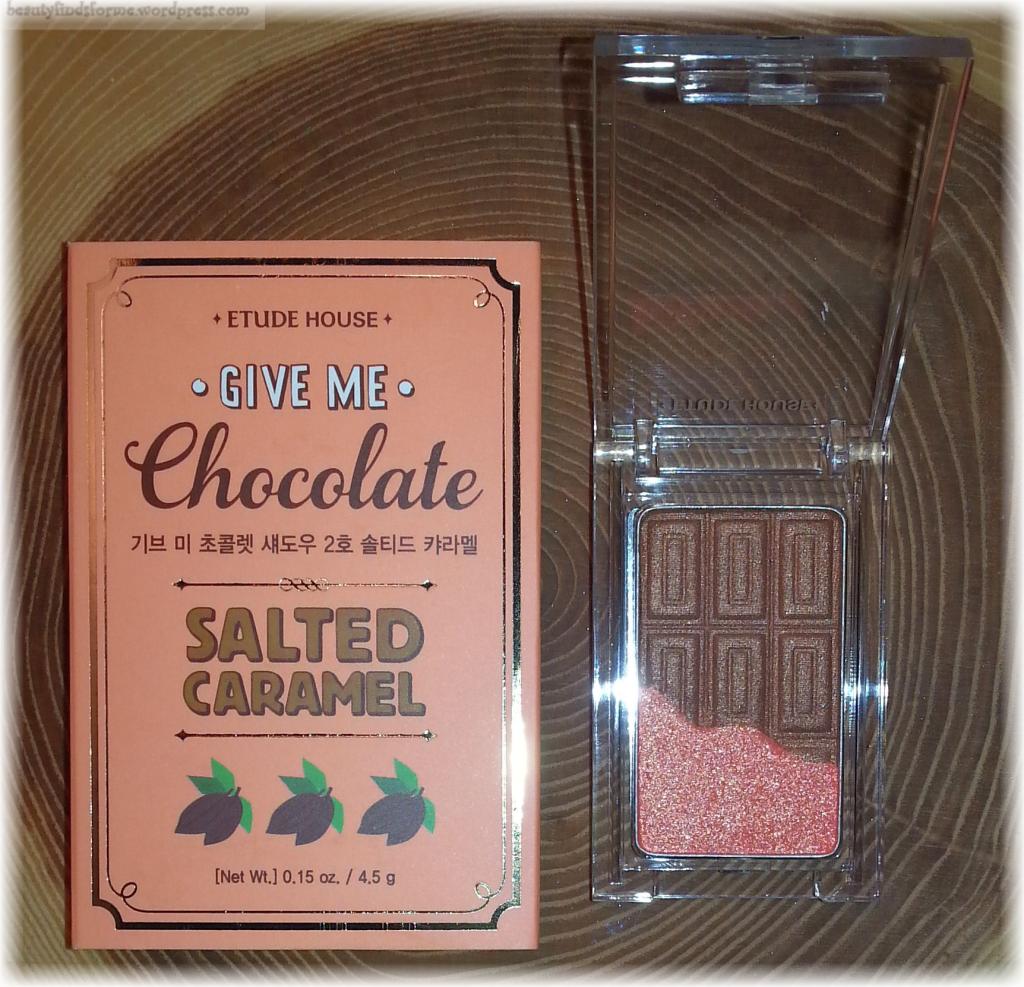 beautyfindsforme.wordpress.com
ETUDE HOUSE
• GIVE ME •
Chocolate
기브 미 초콜렛 섀도우 2호 솔티드 캬라멜
SALTED
CARAMEL
[Net Wt.] 0.15 oz. / 4.5 g
ETUDE HOUSE